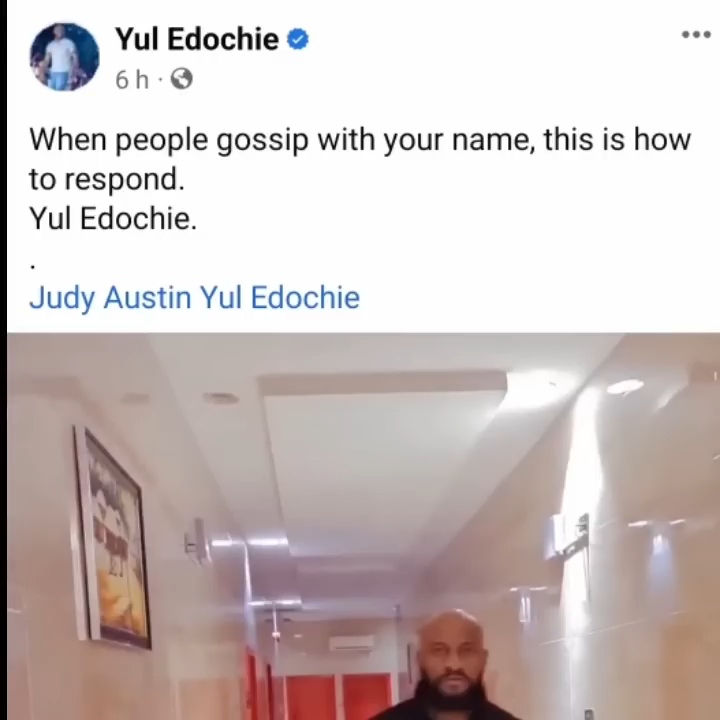 Yul Edochie
6 h ·
When people gossip with your name, this is how
to respond.
Yul Edochie.
.
Judy Austin Yul Edochie